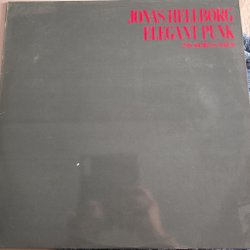 JONAS HELLBORG
ELEGANT PUNK